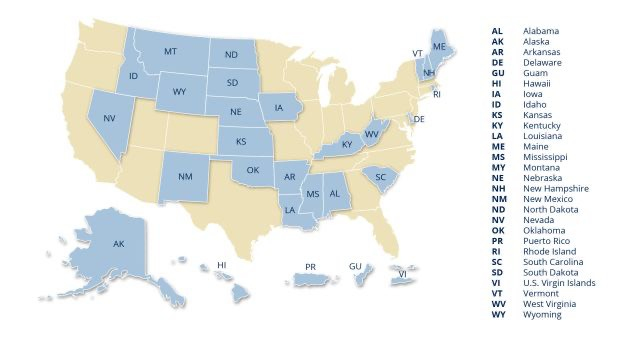 ME
VT
NH
MT
ND
ID
SD
WY
RI
IA
NE
NV
DE
WV
KS
KY
OK
AR
NM
SC
MS
AL
LA
AK
HI
PR
GU
VI
AL Alabama
AK Alaska
AR Arkansas
DE Delaware
GU Guam
HI Hawaii
IA Iowa
ID Idaho
KS Kansas
KY Kentucky
LA Louisiana
ME Maine
MS Mississippi
MY Montana
NE Nebraska
NH New Hampshire
NM New Mexico
ND North Dakota
NV Nevada
OK Oklahoma
PR Puerto Rico
RI Rhode Island
SC South Carolina
SD South Dakota
VI U.S. Virgin Islands
VT Vermont
WV West Virginia
WY Wyoming